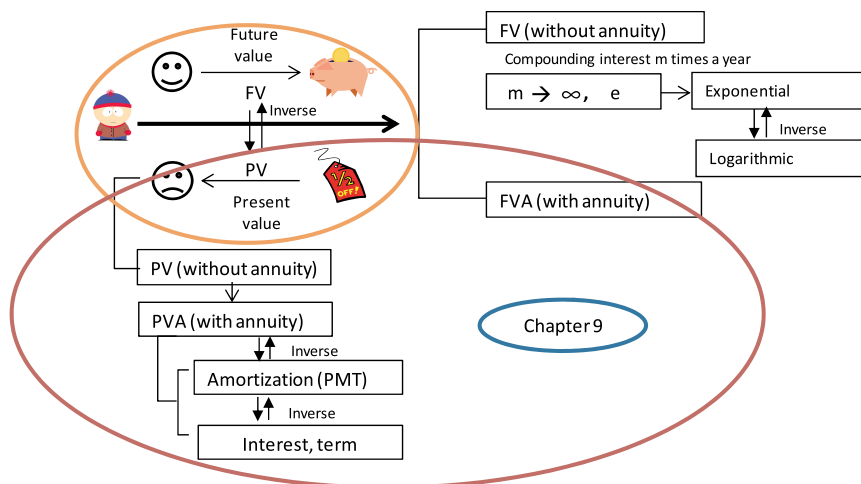 Future
value
FV
Inverse
PV
1/2
OFF!
Present
value
FV (without annuity)
Compounding interest m times a year
m → ∞, e
Exponential
Inverse
Logarithmic
FVA (with annuity)
PV (without annuity)
PVA (with annuity)
Inverse
Amortization (PMT)
Inverse
Interest, term
Chapter 9